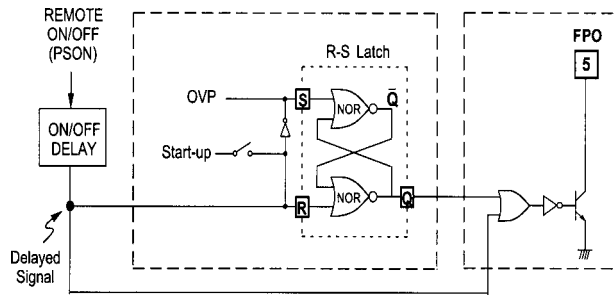 REMOTE
ON/OFF
(PSON)
ON/OFF
DELAY
Delayed
Signal
OVP
Start-up
R-S Latch
S
NOR
Q̄
R
NOR
Q
FPO
5